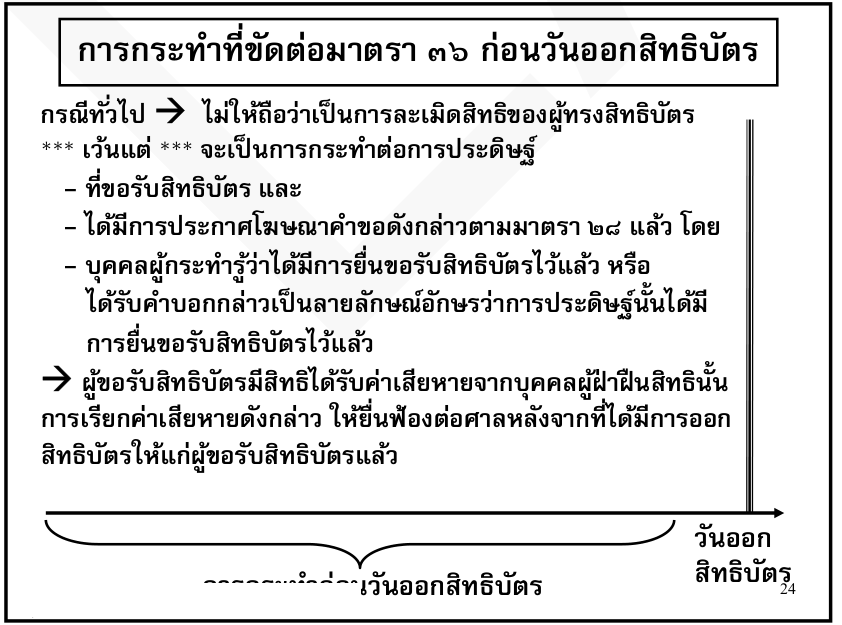 การกระทำที่ขัดต่อมาตรา ๓๖ ก่อนวันออกสิทธิบัตร
กรณีทั่วไป → ไม่ให้ถือว่าเป็นการละเมิดสิทธิของผู้ทรงสิทธิบัตร
*** เว้นแต่ *** จะเป็นการกระทำต่อการประดิษฐ์
– ที่ขอรับสิทธิบัตร และ
– ได้มีการประกาศโฆษณาคำขอดังกล่าวตามมาตรา ๒๘ แล้ว โดย
– บุคคลผู้กระทำรู้ว่าได้มีการยื่นขอรับสิทธิบัตรไว้แล้ว หรือ
ได้รับคำบอกกล่าวเป็นลายลักษณ์อักษรว่าการประดิษฐ์นั้นได้มี
การยื่นขอรับสิทธิบัตรไว้แล้ว
→ ผู้ขอรับสิทธิบัตรมีสิทธิได้รับค่าเสียหายจากบุคคลผู้ฝ่าฝืนสิทธินั้น
การเรียกค่าเสียหายดังกล่าว ให้ยื่นฟ้องต่อศาลหลังจากที่ได้มีการออก
สิทธิบัตรให้แก่ผู้ขอรับสิทธิบัตรแล้ว
วันออก
สิทธิบัตร
วันออกสิทธิบัตร
24